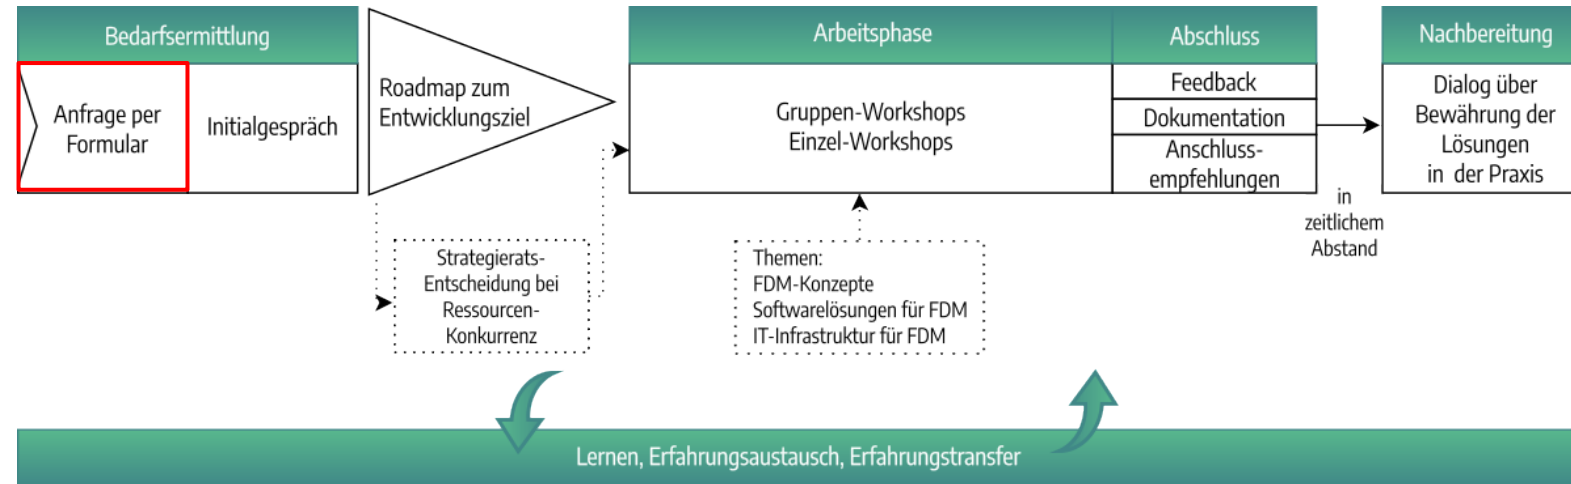 Bedarfsermittlung
Anfrage per
Formular
Initialgespräch
Roadmap zum
Entwicklungsziel
Strategierats-
Entscheidung bei
Ressourcen-
Konkurrenz
Arbeitsphase
Gruppen-Workshops
Einzel-Workshops
Themen:
FDM-Konzepte
Softwarelösungen für FDM
IT-Infrastruktur für FDM
Abschluss
Feedback
Dokumentation
Anschluss-
empfehlungen
in
zeitlichem
Abstand
Nachbereitung
Dialog über
Bewährung der
Lösungen
in der Praxis
Lernen, Erfahrungsaustausch, Erfahrungstransfer